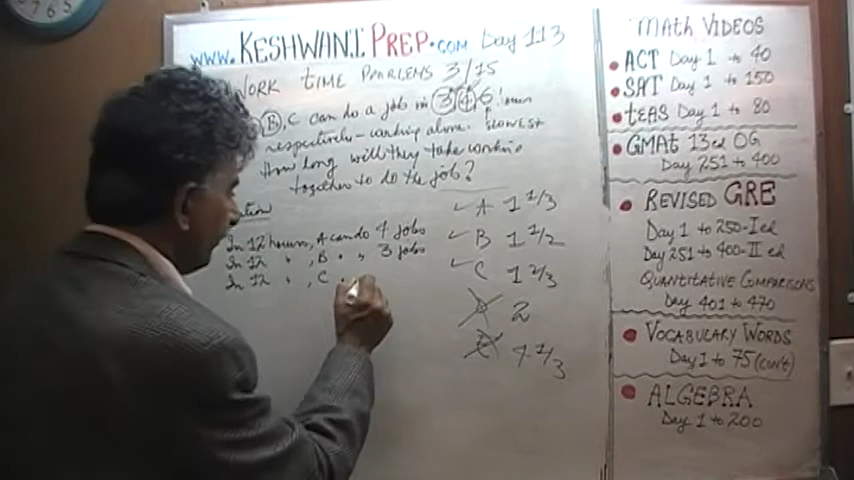 www.KESHWANI PREP.COM Day 113
WORK TIME PROBLEMS 3/15
B, C can do a job in 3, 4, 6 hours
respectively - working alone. SLOWEST
How long will they take working
together to do the job?
In 12 hours, A can do 4 jobs
In 12 " , B " " 3 jobs
In 12 " , C "
A 1 1/3
B 1 1/2
C 1 2/3
D 2
E 4 1/3
MATH VIDEOS
ACT Day 1 to 40
SAT Day 1 to 150
TEAS Day 1 to 80
GMAT 13 ed OG
Day 251 to 400
REVISED GRE
Day 1 to 250-I ed
Day 251 to 400-II ed
QUANTITATIVE COMPARISONS
Day 401 to 470
VOCABULARY WORDS
Day 1 to 75 (con't)
ALGEBRA
Day 1 to 200